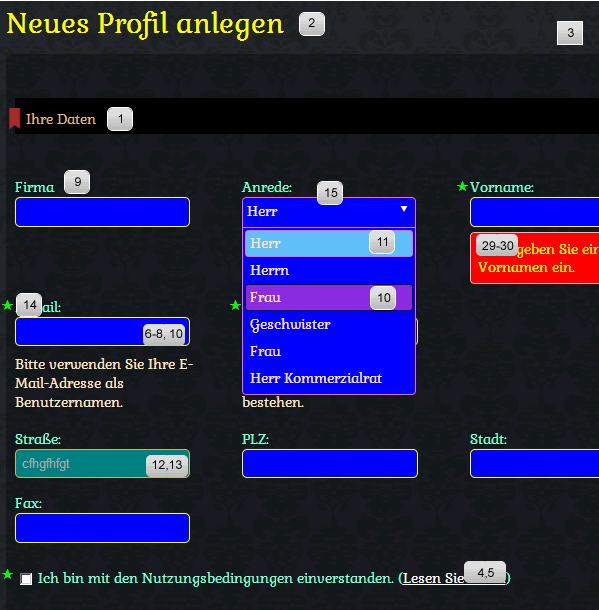 Neues Profil anlegen 2
3
Ihre Daten 1
Firma 9
Anrede: 15
Vorname:
Herr
Herr 11
29-30 geben Sie ein
Vornamen ein.
Herrn
Frau 10
14 ail:
Geschwister
6-8, 10
Frau
Bitte verwenden Sie Ihre E-
Mail-Adresse als
Benutzernamen.
Herr Kommerzialrat
bestehen.
Straße:
PLZ:
Stadt:
cfhgfhfgt 12,13
Fax:
Ich bin mit den Nutzungsbedingungen einverstanden. (Lesen Sie 4,5 )